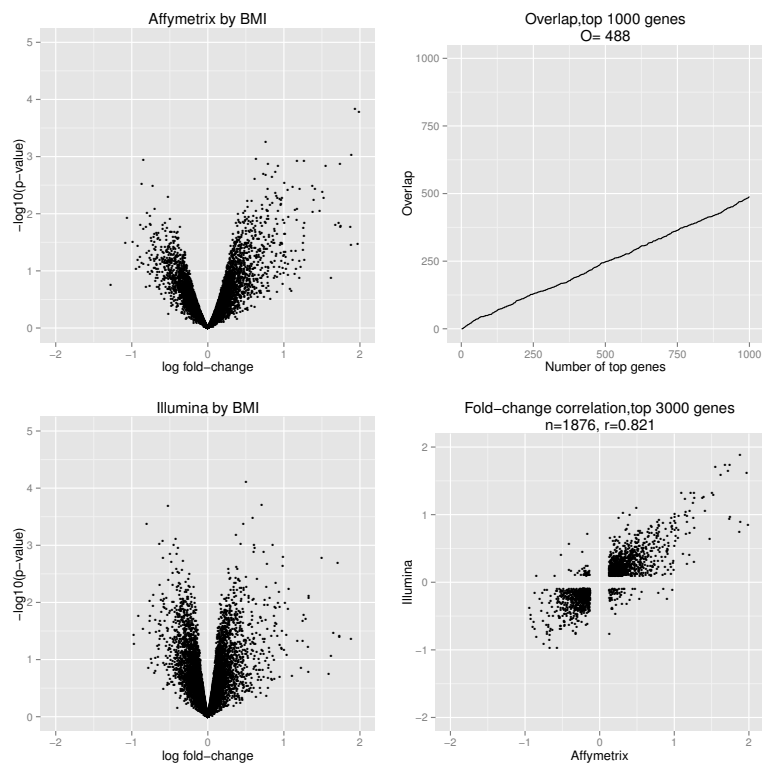 Affymetrix by BMI
5
4
3
2
1
0
−log10(p−value)
−2 −1 0 1 2
log fold−change
Overlap,top 1000 genes
O= 488
1000
750
500
250
0
Overlap
0 250 500 750 1000
Number of top genes
Illumina by BMI
5
4
3
2
1
0
−log10(p−value)
−2 −1 0 1 2
log fold−change
Fold−change correlation,top 3000 genes
n=1876, r=0.821
2
1
0
−1
−2
Illumina
−2 −1 0 1 2
Affymetrix